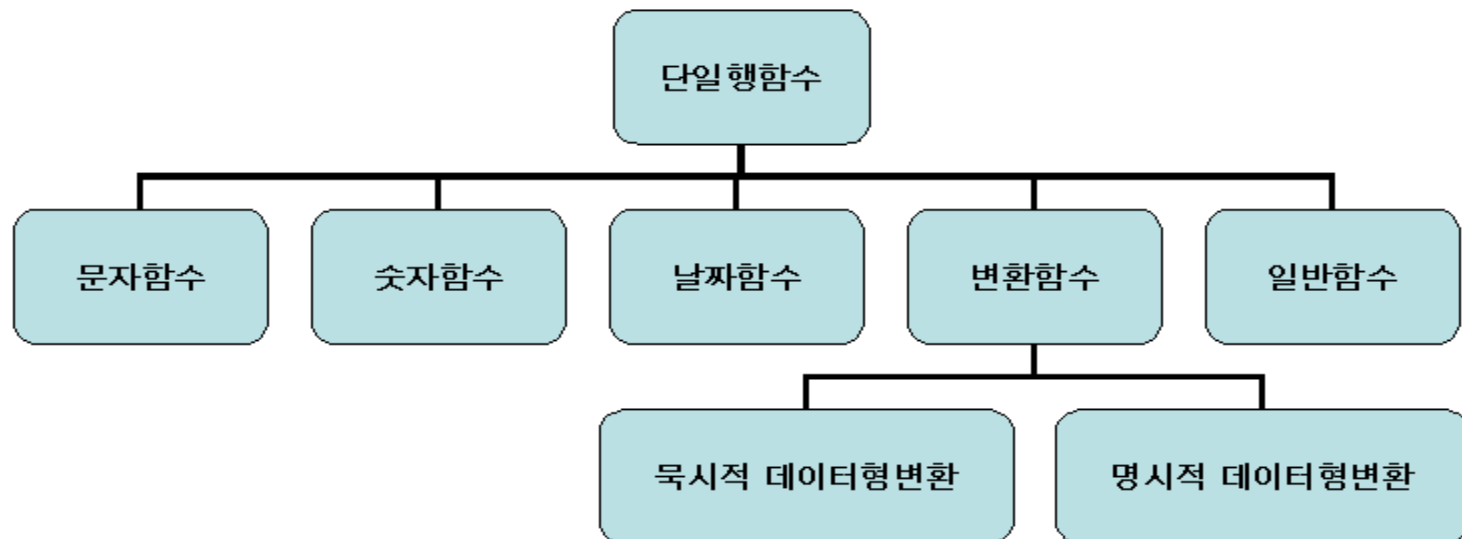 단일행함수
문자함수
숫자함수
날짜함수
변환함수
일반함수
묵시적 데이터형변환
명시적 데이터형변환